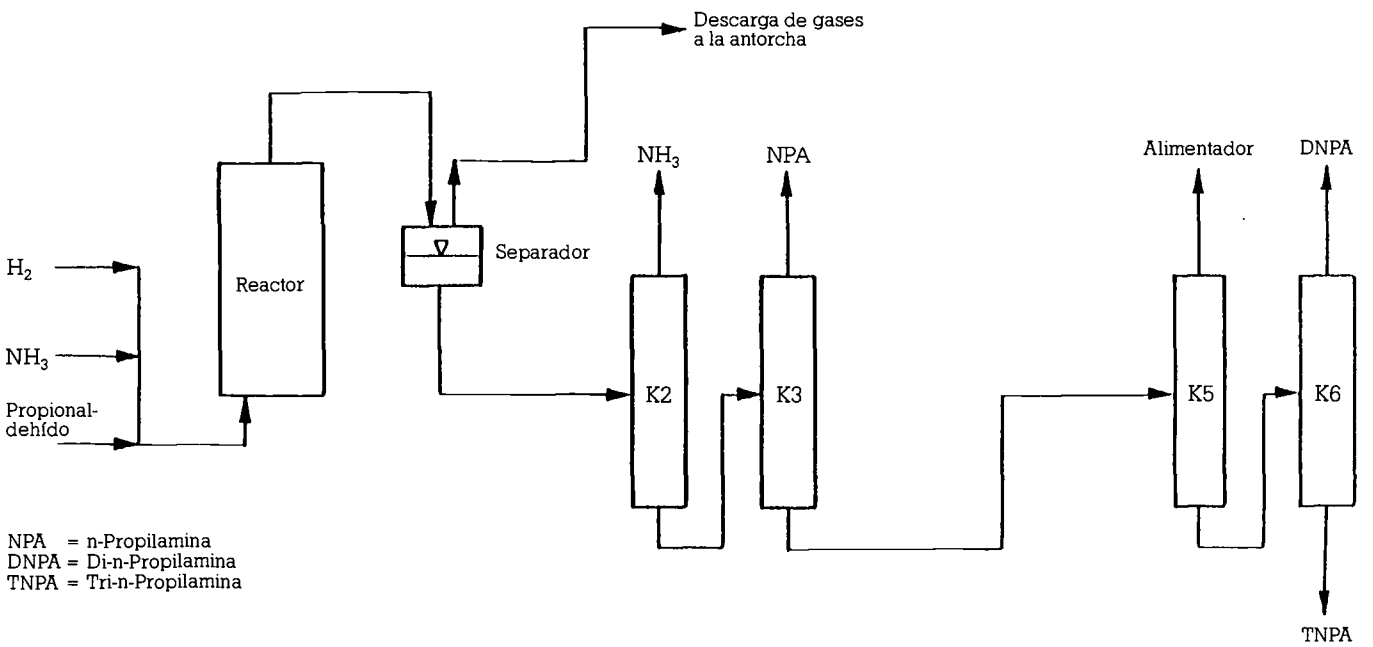 Descarga de gases
a la antorcha
NH₃
NPA
Alimentador
DNPA
Separador
H₂
Reactor
NH₃
K2
K3
K5
K6
Propional-
dehído
NPA = n-Propilamina
DNPA = Di-n-Propilamina
TNPA = Tri-n-Propilamina
TNPA